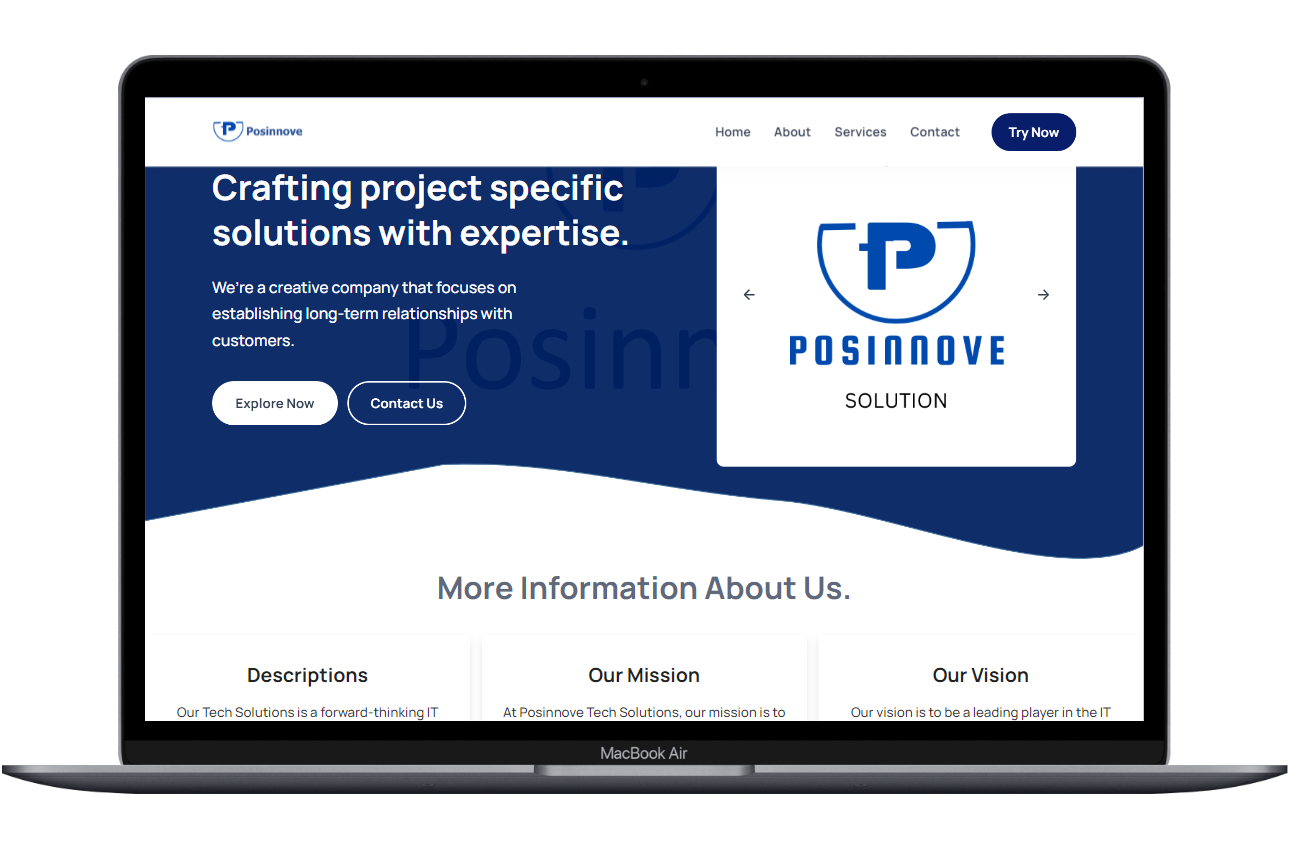 Posinnove
Home About Services Contact Try Now
Crafting project specific
solutions with expertise.
We're a creative company that focuses on
establishing long-term relationships with
customers.
Explore Now Contact Us
Posinn
P
POSINNOVE
SOLUTION
More Information About Us.
Descriptions
Our Tech Solutions is a forward-thinking IT
Our Mission
At Posinnove Tech Solutions, our mission is to
Our Vision
Our vision is to be a leading player in the IT
MacBook Air